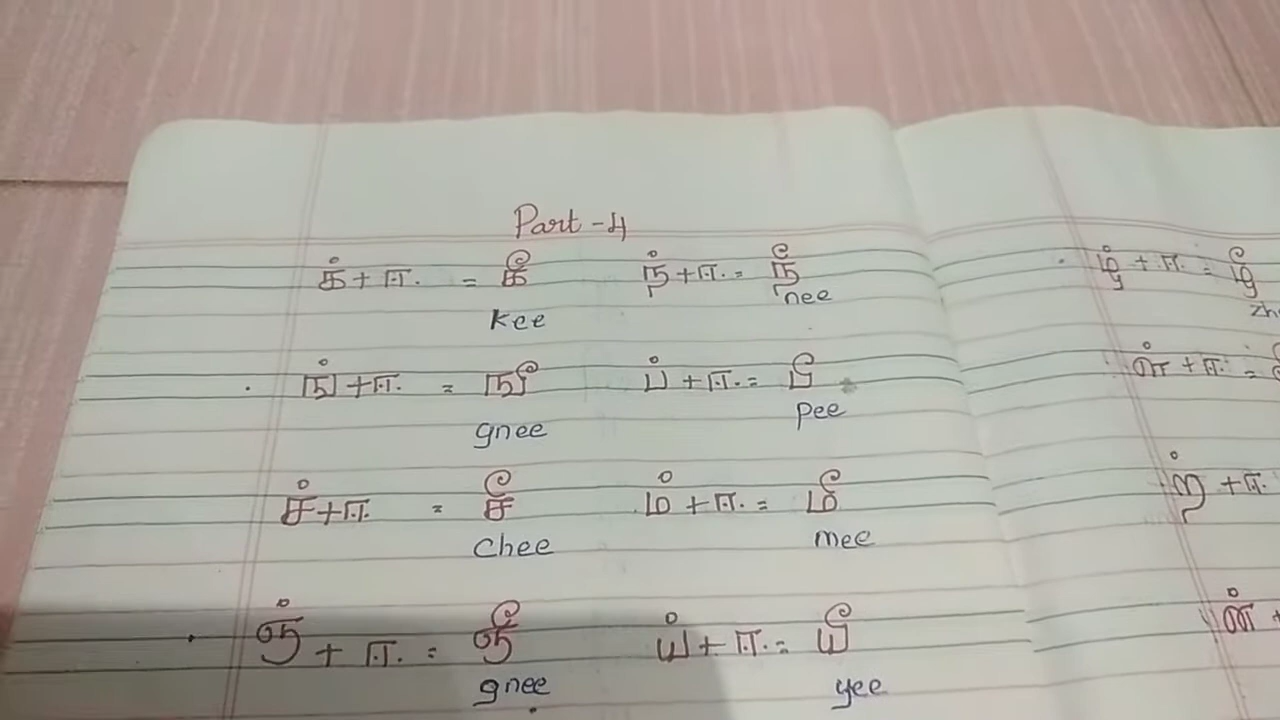 Part-4
க் + ஈ. = கீ ந் + ஈ. = நீ
kee nee
ங் + ஈ. = ஙீ ப் + ஈ. = பீ
gnee pee
ச் + ஈ. = சீ ம் + ஈ. = மீ
chee mee
ஞ் + ஈ. = ஞீ ய் + ஈ. = யீ
gnee yee
ழ் + ஈ. = ழீ
ள் + ஈ. =
ற் + ஈ.
ன் +